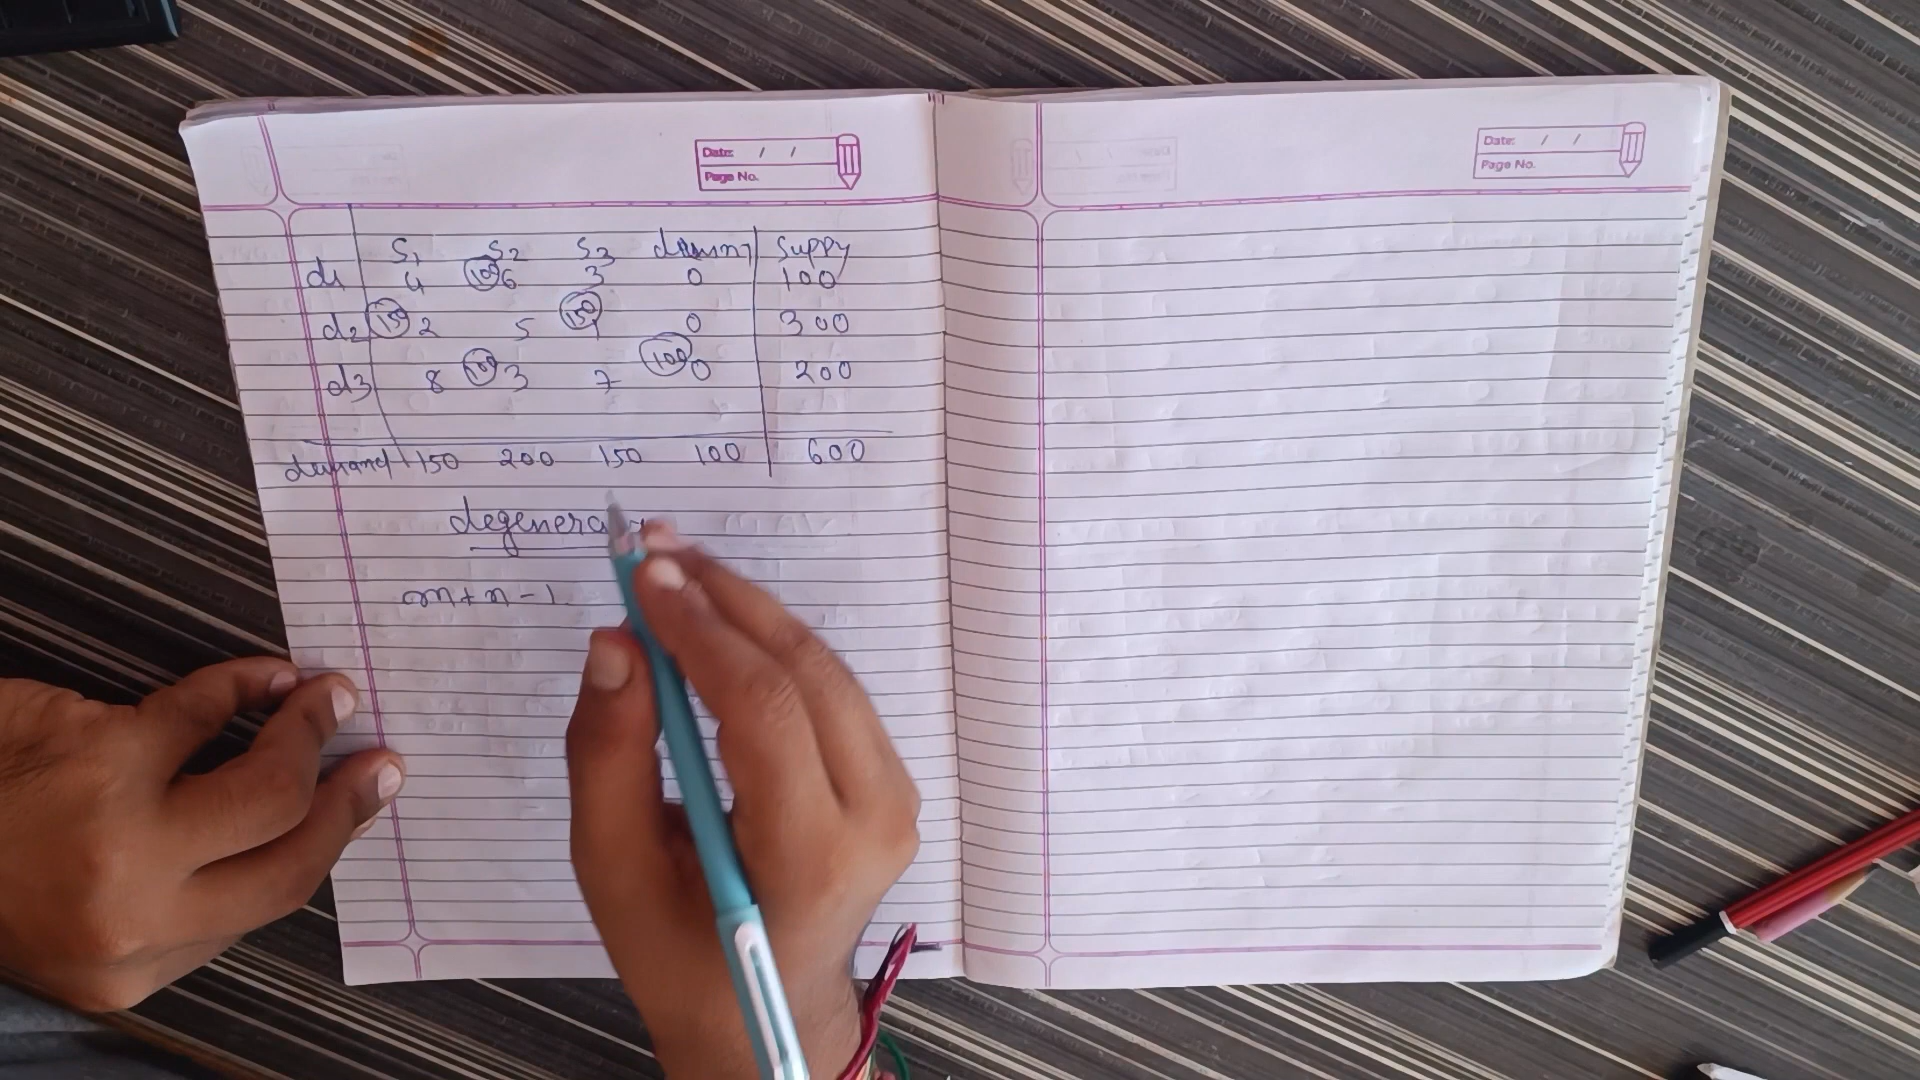 Date: / /
Page No.
Date: / /
Page No.
S1 S2 S3 Suppy
d1 4 (100) 6 3 0 100
d2 (150) 2 5 (150) 1 0 300
d3 8 (100) 3 7 (100) 0 200
demand 150 200 150 100 600
m+n-1